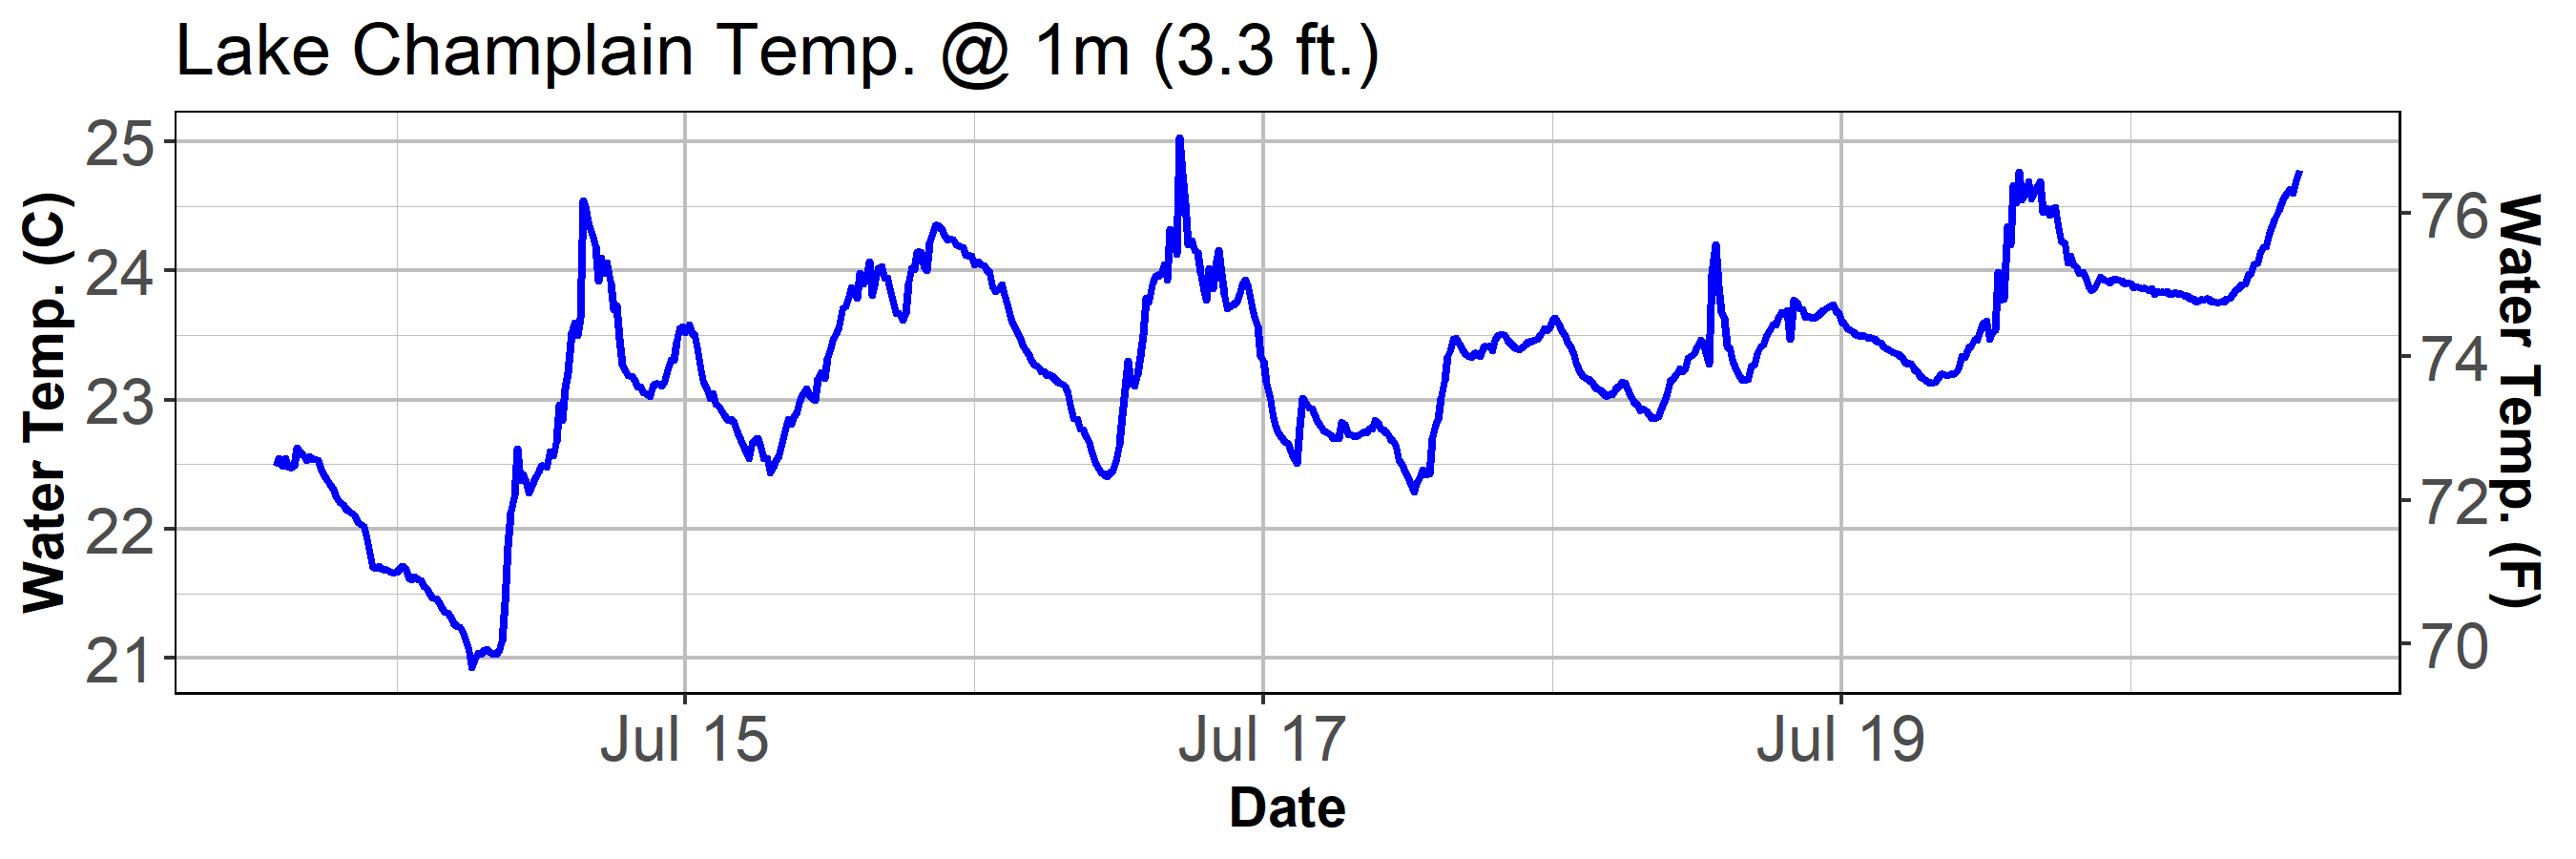 Lake Champlain Temp. @ 1m (3.3 ft.)
Water Temp. (C)
25
24
23
22
21
76
74
72
70
Water Temp. (F)
Jul 15
Jul 17
Jul 19
Date